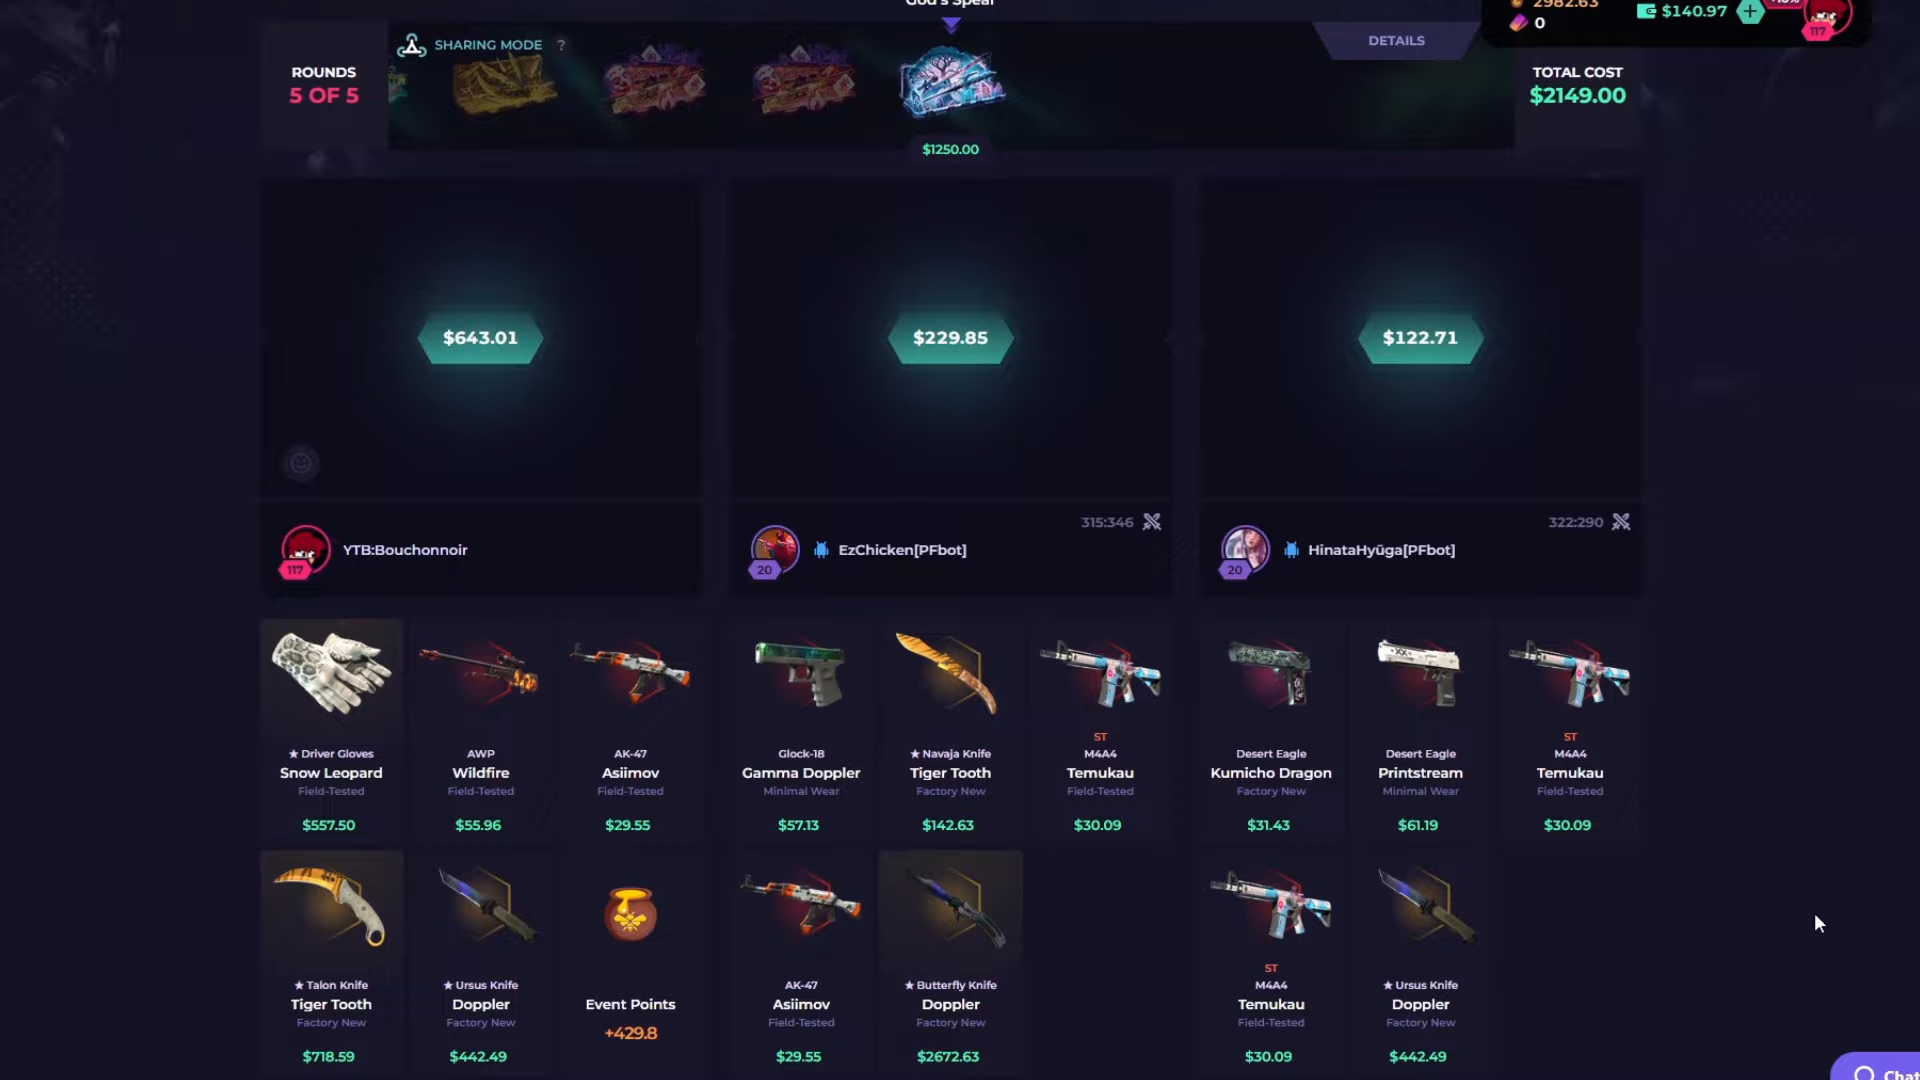 God's Spear
2982.63
0
$140.97
117
SHARING MODE ?
DETAILS
ROUNDS
5 OF 5
TOTAL COST
$2149.00
$1250.00
$643.01
$229.85
$122.71
117
YTB:Bouchonnoir
315:346
20
EzChicken[PFbot]
322:290
20
HinataHyūga[PFbot]
★ Driver Gloves
Snow Leopard
Field-Tested
$557.50
AWP
Wildfire
Field-Tested
$55.96
AK-47
Asiimov
Field-Tested
$29.55
Glock-18
Gamma Doppler
Minimal Wear
$57.13
★ Navaja Knife
Tiger Tooth
Factory New
$142.63
ST
M4A4
Temukau
Field-Tested
$30.09
Desert Eagle
Kumicho Dragon
Factory New
$31.43
Desert Eagle
Printstream
Minimal Wear
$61.19
ST
M4A4
Temukau
Field-Tested
$30.09
★ Talon Knife
Tiger Tooth
Factory New
$718.59
★ Ursus Knife
Doppler
Factory New
$442.49
Event Points
+429.8
AK-47
Asiimov
Field-Tested
$29.55
★ Butterfly Knife
Doppler
Factory New
$2672.63
ST
M4A4
Temukau
Field-Tested
$30.09
★ Ursus Knife
Doppler
Factory New
$442.49
Chat